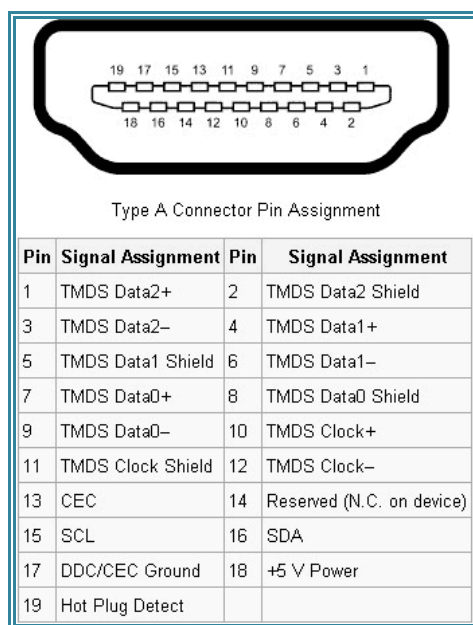 19 17 15 13 11 9 7 5 3 1
18 16 14 12 10 8 6 4 2
Type A Connector Pin Assignment
Pin Signal Assignment Pin Signal Assignment
1 TMDS Data2+ 2 TMDS Data2 Shield
3 TMDS Data2– 4 TMDS Data1+
5 TMDS Data1 Shield 6 TMDS Data1–
7 TMDS Data0+ 8 TMDS Data0 Shield
9 TMDS Data0– 10 TMDS Clock+
11 TMDS Clock Shield 12 TMDS Clock–
13 CEC 14 Reserved (N.C. on device)
15 SCL 16 SDA
17 DDC/CEC Ground 18 +5 V Power
19 Hot Plug Detect